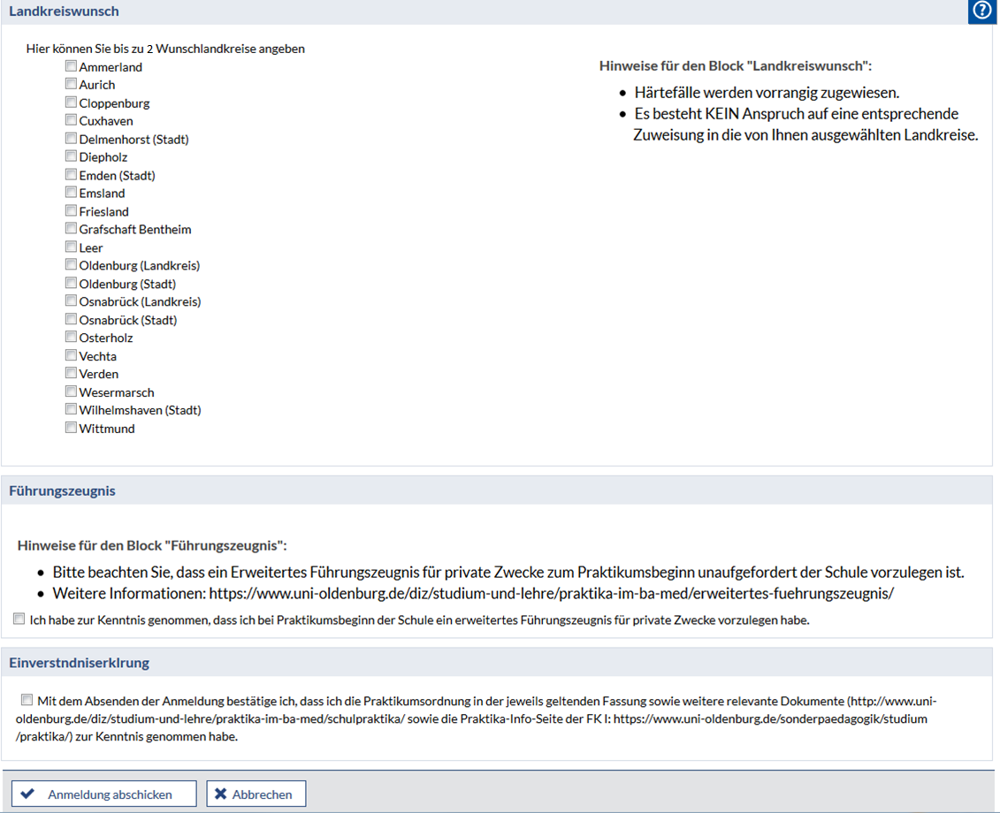 Landkreiswunsch
Hier können Sie bis zu 2 Wunschlandkreise angeben
Ammerland
Aurich
Cloppenburg
Cuxhaven
Delmenhorst (Stadt)
Diepholz
Emden (Stadt)
Emsland
Friesland
Grafschaft Bentheim
Leer
Oldenburg (Landkreis)
Oldenburg (Stadt)
Osnabrück (Landkreis)
Osnabrück (Stadt)
Osterholz
Vechta
Verden
Wesermarsch
Wilhelmshaven (Stadt)
Wittmund
Hinweise für den Block "Landkreiswunsch":
• Härtefälle werden vorrangig zugewiesen.
• Es besteht KEIN Anspruch auf eine entsprechende
Zuweisung in die von Ihnen ausgewählten Landkreise.
Führungszeugnis
Hinweise für den Block "Führungszeugnis":
• Bitte beachten Sie, dass ein Erweitertes Führungszeugnis für private Zwecke zum Praktikumsbeginn unaufgefordert der Schule vorzulegen ist.
• Weitere Informationen: https://www.uni-oldenburg.de/diz/studium-und-lehre/praktika-im-ba-med/erweitertes-fuehrungszeugnis/
Ich habe zur Kenntnis genommen, dass ich bei Praktikumsbeginn der Schule ein erweitertes Führungszeugnis für private Zwecke vorzulegen habe.
Einverstndniserklrung
Mit dem Absenden der Anmeldung bestätige ich, dass ich die Praktikumsordnung in der jeweils geltenden Fassung sowie weitere relevante Dokumente (http://www.uni-
oldenburg.de/diz/studium-und-lehre/praktika-im-ba-med/schulpraktika/ sowie die Praktika-Info-Seite der FK I: https://www.uni-oldenburg.de/sonderpaedagogik/studium
/praktika/) zur Kenntnis genommen habe.
Anmeldung abschicken
Abbrechen